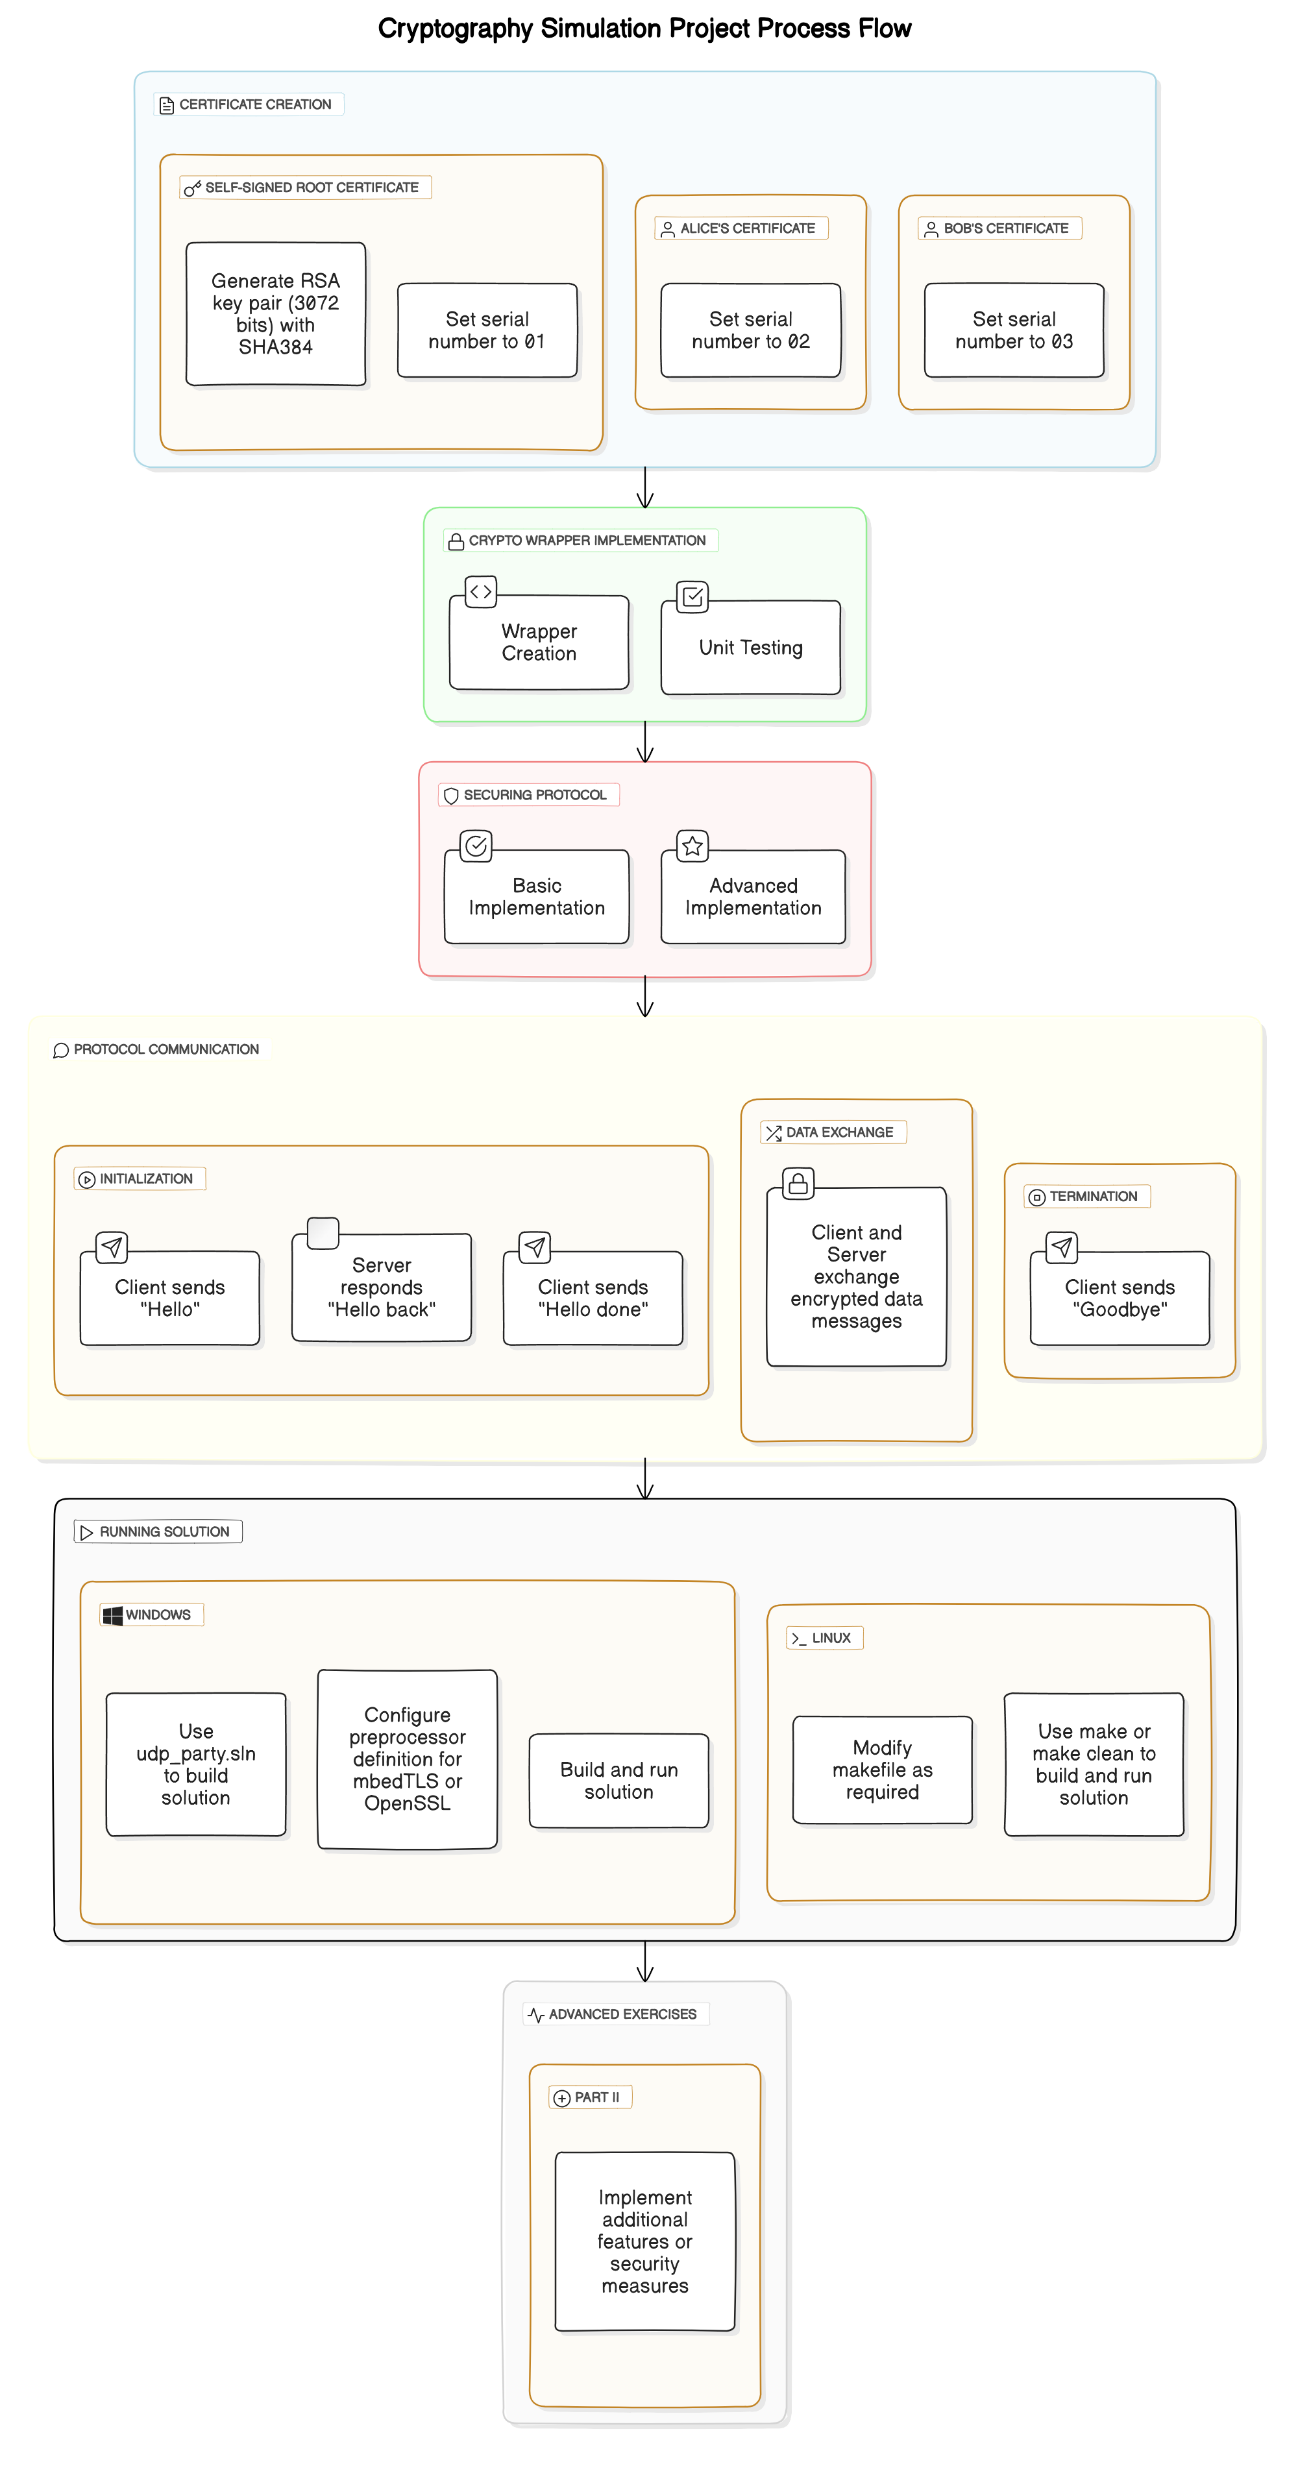 Cryptography Simulation Project Process Flow
CERTIFICATE CREATION
SELF-SIGNED ROOT CERTIFICATE
Generate RSA
key pair (3072
bits) with
SHA384
Set serial
number to 01
ALICE'S CERTIFICATE
Set serial
number to 02
BOB'S CERTIFICATE
Set serial
number to 03
CRYPTO WRAPPER IMPLEMENTATION
Wrapper
Creation
Unit Testing
SECURING PROTOCOL
Basic
Implementation
Advanced
Implementation
PROTOCOL COMMUNICATION
INITIALIZATION
Client sends
"Hello"
Server
responds
"Hello back"
Client sends
"Hello done"
DATA EXCHANGE
Client and
Server
exchange
encrypted data
messages
TERMINATION
Client sends
"Goodbye"
RUNNING SOLUTION
WINDOWS
Use
udp_party.sln
to build
solution
Configure
preprocessor
definition for
mbedTLS or
OpenSSL
Build and run
solution
LINUX
Modify
makefile as
required
Use make or
make clean to
build and run
solution
ADVANCED EXERCISES
PART II
Implement
additional
features or
security
measures